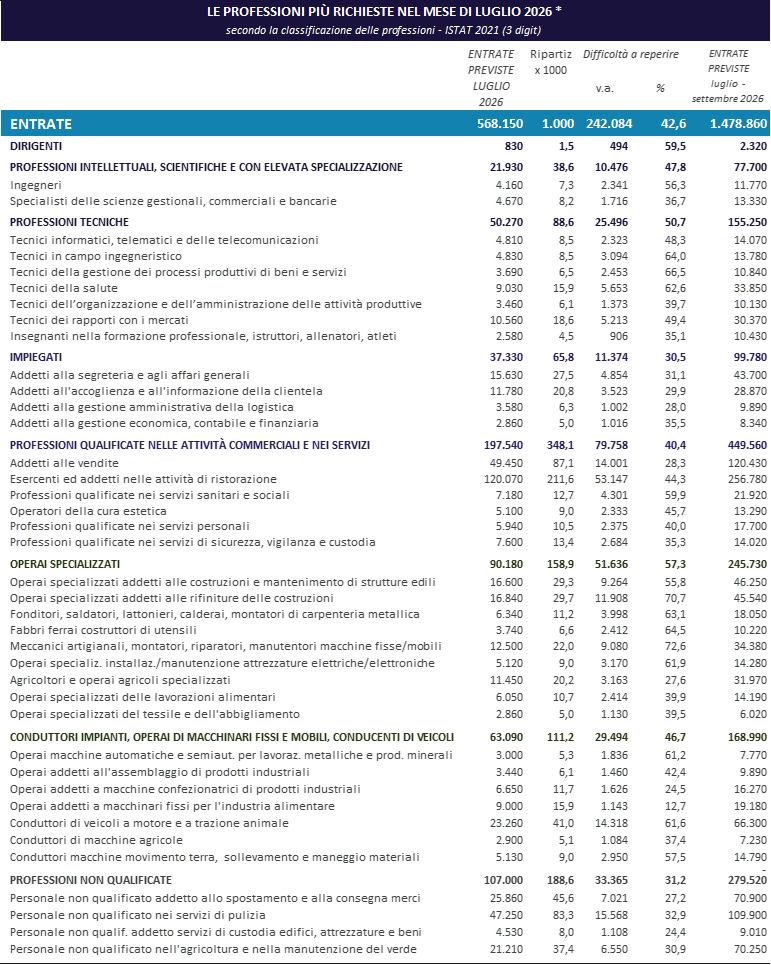 LE PROFESSIONI PIÙ RICHIESTE NEL MESE DI LUGLIO 2026 *
secondo la classificazione delle professioni - ISTAT 2021 (3 digit)
ENTRATE PREVISTE LUGLIO 2026 Ripartiz x 1000 Difficoltà a reperire v.a. % ENTRATE PREVISTE luglio - settembre 2026
ENTRATE 568.150 1.000 242.084 42,6 1.478.860
DIRIGENTI 830 1,5 494 59,5 2.320
PROFESSIONI INTELLETTUALI, SCIENTIFICHE E CON ELEVATA SPECIALIZZAZIONE 21.930 38,6 10.476 47,8 77.700
Ingegneri 4.160 7,3 2.341 56,3 11.770
Specialisti delle scienze gestionali, commerciali e bancarie 4.670 8,2 1.716 36,7 13.330
PROFESSIONI TECNICHE 50.270 88,6 25.496 50,7 155.250
Tecnici informatici, telematici e delle telecomunicazioni 4.810 8,5 2.323 48,3 14.070
Tecnici in campo ingegneristico 4.830 8,5 3.094 64,0 13.780
Tecnici della gestione dei processi produttivi di beni e servizi 3.690 6,5 2.453 66,5 10.840
Tecnici della salute 9.030 15,9 5.653 62,6 33.850
Tecnici dell'organizzazione e dell'amministrazione delle attività produttive 3.460 6,1 1.373 39,7 10.130
Tecnici dei rapporti con i mercati 10.560 18,6 5.213 49,4 30.370
Insegnanti nella formazione professionale, istruttori, allenatori, atleti 2.580 4,5 906 35,1 10.430
IMPIEGATI 37.330 65,8 11.374 30,5 99.780
Addetti alla segreteria e agli affari generali 15.630 27,5 4.854 31,1 43.700
Addetti all'accoglienza e all'informazione della clientela 11.780 20,8 3.523 29,9 28.870
Addetti alla gestione amministrativa della logistica 3.580 6,3 1.002 28,0 9.890
Addetti alla gestione economica, contabile e finanziaria 2.860 5,0 1.016 35,5 8.340
PROFESSIONI QUALIFICATE NELLE ATTIVITÀ COMMERCIALI E NEI SERVIZI 197.540 348,1 79.758 40,4 449.560
Addetti alle vendite 49.450 87,1 14.001 28,3 120.430
Esercenti ed addetti nelle attività di ristorazione 120.070 211,6 53.147 44,3 256.780
Professioni qualificate nei servizi sanitari e sociali 7.180 12,7 4.301 59,9 21.920
Operatori della cura estetica 5.100 9,0 2.333 45,7 13.290
Professioni qualificate nei servizi personali 5.940 10,5 2.375 40,0 17.700
Professioni qualificate nei servizi di sicurezza, vigilanza e custodia 7.600 13,4 2.684 35,3 14.020
OPERAI SPECIALIZZATI 90.180 158,9 51.636 57,3 245.730
Operai specializzati addetti alle costruzioni e mantenimento di strutture edili 16.600 29,3 9.264 55,8 46.250
Operai specializzati addetti alle rifiniture delle costruzioni 16.840 29,7 11.908 70,7 45.540
Fonditori, saldatori, lattonieri, calderai, montatori di carpenteria metallica 6.340 11,2 3.998 63,1 18.050
Fabbri ferrai costruttori di utensili 3.740 6,6 2.412 64,5 10.220
Meccanici artigianali, montatori, riparatori, manutentori macchine fisse/mobili 12.500 22,0 9.080 72,6 34.380
Operai specializ. installaz./manutenzione attrezzature elettriche/elettroniche 5.120 9,0 3.170 61,9 14.280
Agricoltori e operai agricoli specializzati 11.450 20,2 3.163 27,6 31.970
Operai specializzati delle lavorazioni alimentari 6.050 10,7 2.414 39,9 14.190
Operai specializzati del tessile e dell'abbigliamento 2.860 5,0 1.130 39,5 6.020
CONDUTTORI IMPIANTI, OPERAI DI MACCHINARI FISSI E MOBILI, CONDUCENTI DI VEICOLI 63.090 111,2 29.494 46,7 168.990
Operai macchine automatiche e semiaut. per lavoraz. metalliche e prod. minerali 3.000 5,3 1.836 61,2 7.770
Operai addetti all'assemblaggio di prodotti industriali 3.440 6,1 1.460 42,4 9.890
Operai addetti a macchine confezionatrici di prodotti industriali 6.650 11,7 1.626 24,5 16.270
Operai addetti a macchinari fissi per l'industria alimentare 9.000 15,9 1.143 12,7 19.180
Conduttori di veicoli a motore e a trazione animale 23.260 41,0 14.318 61,6 66.300
Conduttori di macchine agricole 2.900 5,1 1.084 37,4 7.230
Conduttori macchine movimento terra, sollevamento e maneggio materiali 5.130 9,0 2.950 57,5 14.790
-
PROFESSIONI NON QUALIFICATE 107.000 188,6 33.365 31,2 279.520
Personale non qualificato addetto allo spostamento e alla consegna merci 25.860 45,6 7.021 27,2 70.900
Personale non qualificato nei servizi di pulizia 47.250 83,3 15.568 32,9 109.900
Personale non qualif. addetto servizi di custodia edifici, attrezzature e beni 4.530 8,0 1.108 24,4 9.010
Personale non qualificato nell'agricoltura e nella manutenzione del verde 21.210 37,4 6.550 30,9 70.250